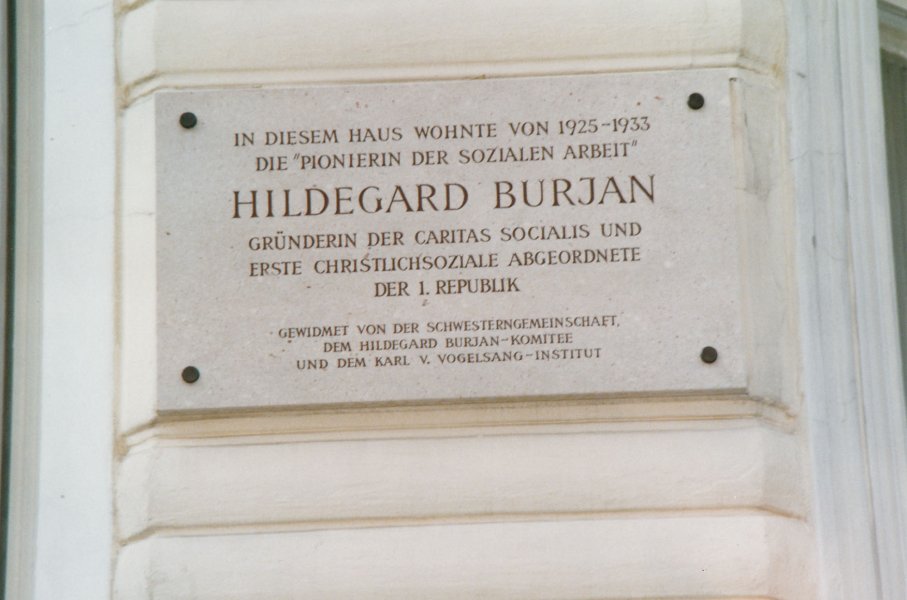 IN DIESEM HAUS WOHNTE VON 1925-1933
DIE "PIONIERIN DER SOZIALEN ARBEIT"
HILDEGARD BURJAN
GRÜNDERIN DER CARITAS SOCIALIS UND
ERSTE CHRISTLICHSOZIALE ABGEORDNETE
DER 1. REPUBLIK
GEWIDMET VON DER SCHWESTERNGEMEINSCHAFT,
DEM HILDEGARD BURJAN-KOMITEE
UND DEM KARL V. VOGELSANG-INSTITUT